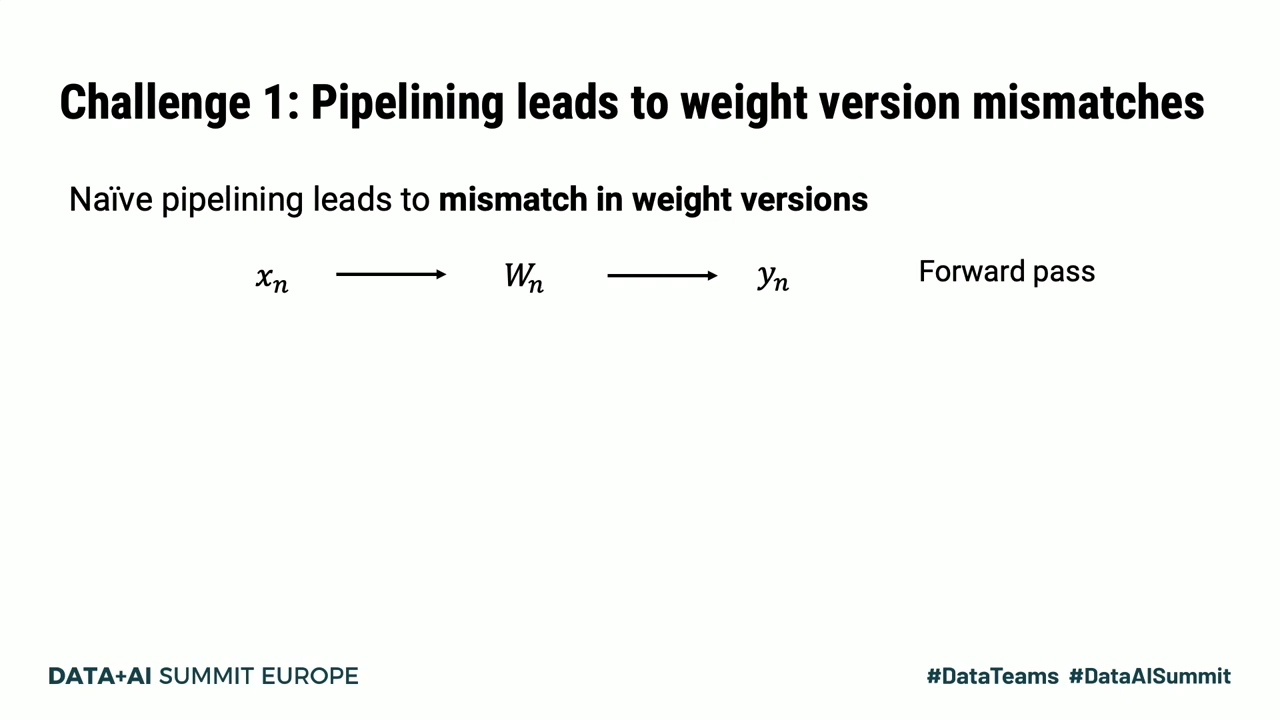 Challenge 1: Pipelining leads to weight version mismatches
Naïve pipelining leads to mismatch in weight versions
xₙ → Wₙ → yₙ Forward pass
DATA+AI SUMMIT EUROPE #DataTeams #DataAISummit